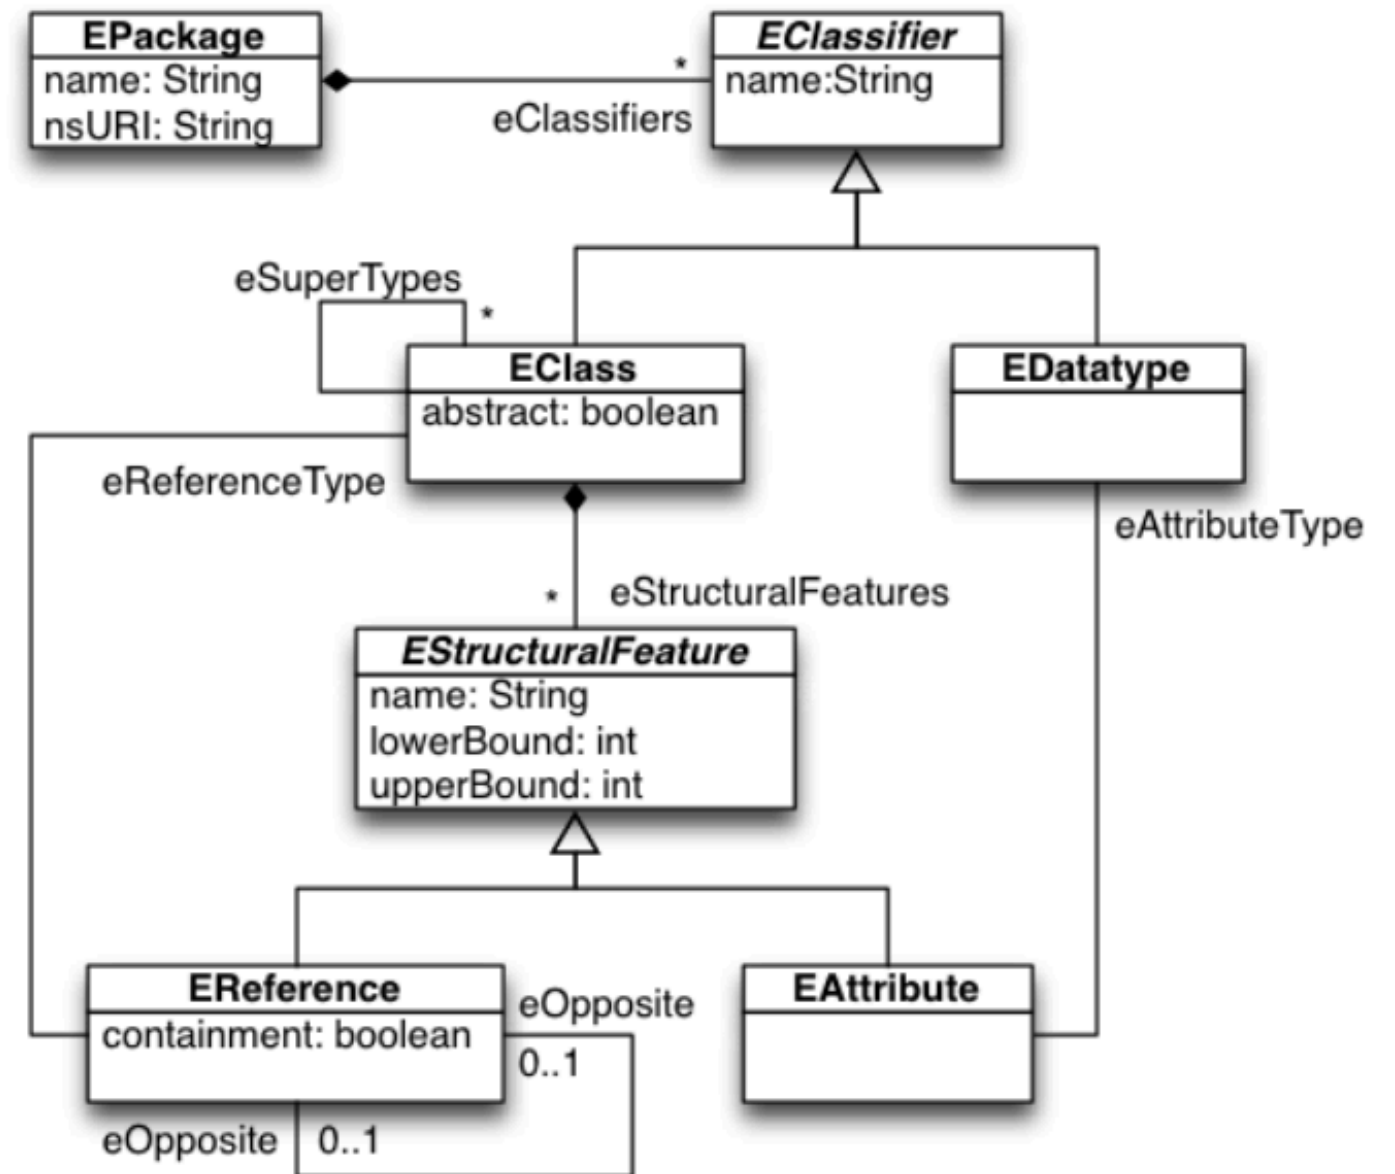 EPackage
name: String
nsURI: String
*
eClassifiers
EClassifier
name:String
eSuperTypes
*
EClass
abstract: boolean
EDatatype
eReferenceType
eAttributeType
*
eStructuralFeatures
EStructuralFeature
name: String
lowerBound: int
upperBound: int
EReference
containment: boolean
eOpposite
0..1
EAttribute
eOpposite
0..1